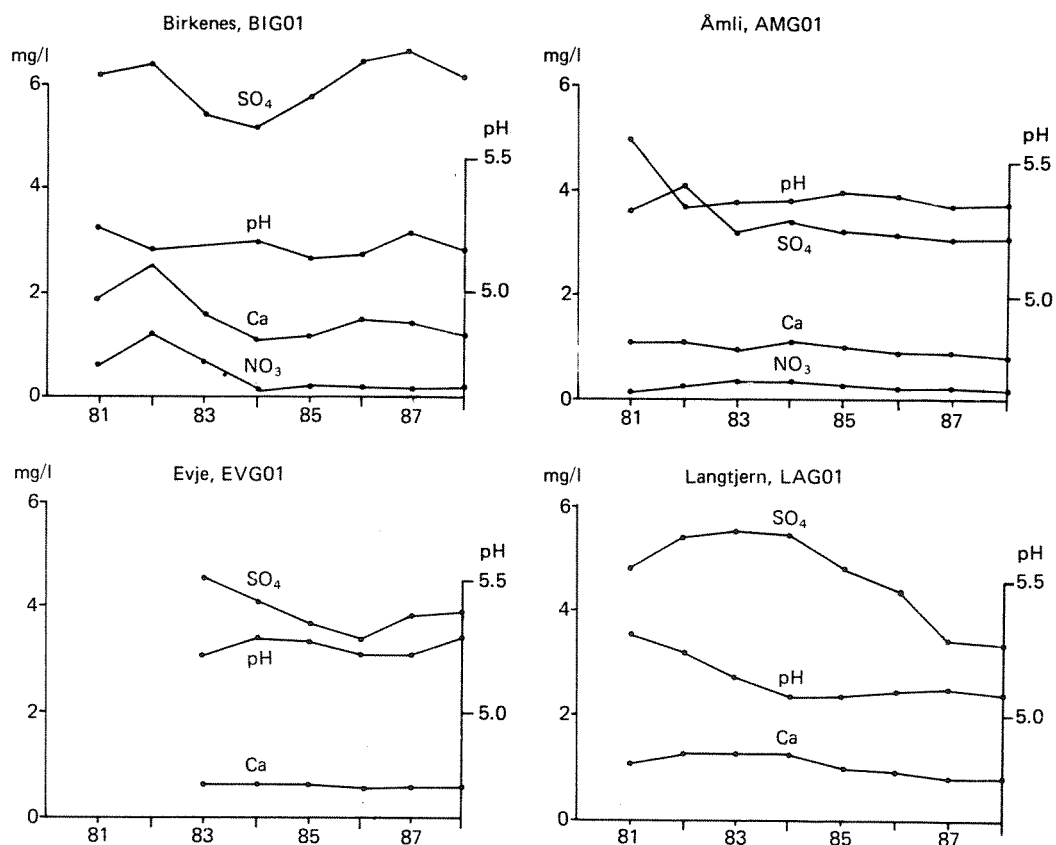 Birkenes, BIG01
mg/l
6
4
2
0
SO₄
pH
Ca
NO₃
pH
5.5
5.0
81 83 85 87
Åmli, AMG01
mg/l
6
4
2
0
pH
SO₄
Ca
NO₃
pH
5.5
5.0
81 83 85 87
Evje, EVG01
mg/l
6
4
2
0
SO₄
pH
Ca
pH
5.5
5.0
81 83 85 87
Langtjern, LAG01
mg/l
6
4
2
0
SO₄
pH
Ca
pH
5.5
5.0
81 83 85 87